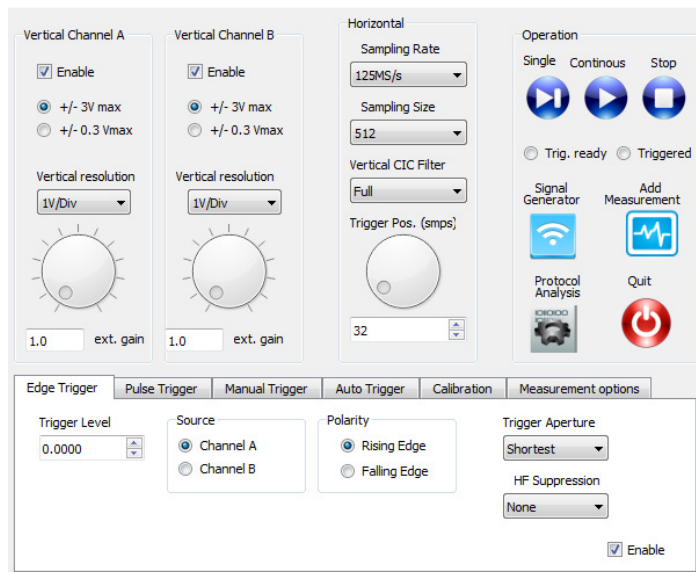 Vertical Channel A
Enable
+/- 3V max
+/- 0.3 Vmax
Vertical resolution
1V/Div
1.0
ext. gain
Vertical Channel B
Enable
+/- 3V max
+/- 0.3 Vmax
Vertical resolution
1V/Div
1.0
ext. gain
Horizontal
Sampling Rate
125MS/s
Sampling Size
512
Vertical CIC Filter
Full
Trigger Pos. (smps)
32
Operation
Single Continous Stop
Trig. ready Triggered
Signal
Generator
Add
Measurement
Protocol
Analysis
Quit
Edge Trigger Pulse Trigger Manual Trigger Auto Trigger Calibration Measurement options
Trigger Level
0.0000
Source
Channel A
Channel B
Polarity
Rising Edge
Falling Edge
Trigger Aperture
Shortest
HF Suppression
None
Enable